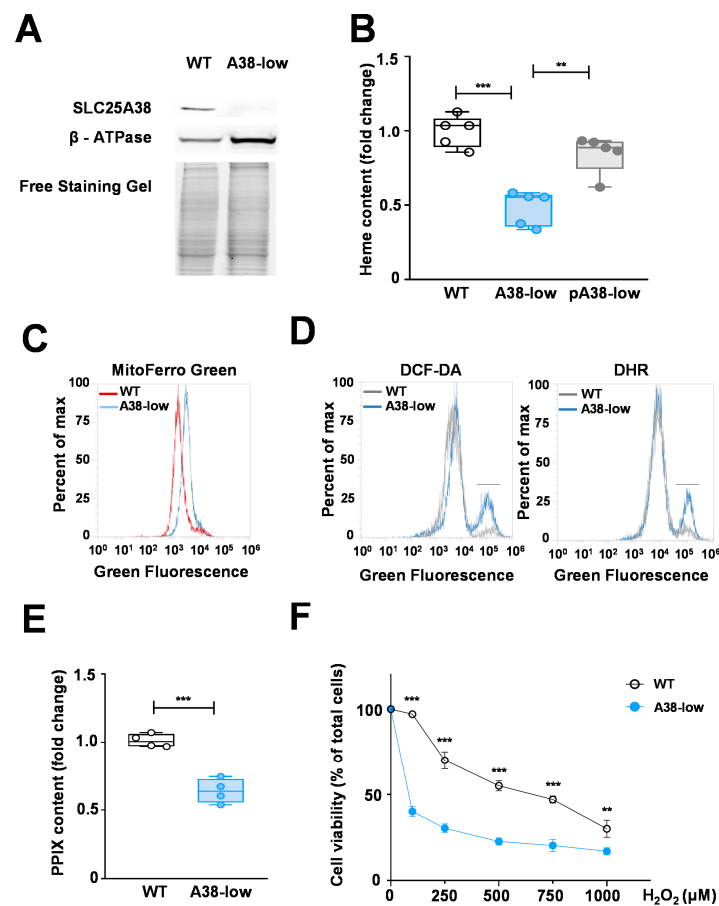 A
WT A38-low
SLC25A38
β - ATPase
Free Staining Gel
B
Heme content (fold change)
1.5
1.0
0.5
0
***
**
WT A38-low pA38-low
C
MitoFerro Green
Percent of max
100
75
50
25
0
WT
A38-low
10⁰ 10¹ 10² 10³ 10⁴ 10⁵ 10⁶
Green Fluorescence
D
DCF-DA
Percent of max
100
75
50
25
0
WT
A38-low
10⁰ 10¹ 10² 10³ 10⁴ 10⁵ 10⁶
Green Fluorescence
DHR
Percent of max
100
75
50
25
0
WT
A38-low
10⁰ 10¹ 10² 10³ 10⁴ 10⁵ 10⁶
Green Fluorescence
E
PPIX content (fold change)
1.5
1.0
0.5
0
***
WT A38-low
F
Cell viability (% of total cells)
100
50
0
***
***
***
***
**
WT
A38-low
0 250 500 750 1000 H₂O₂ (µM)